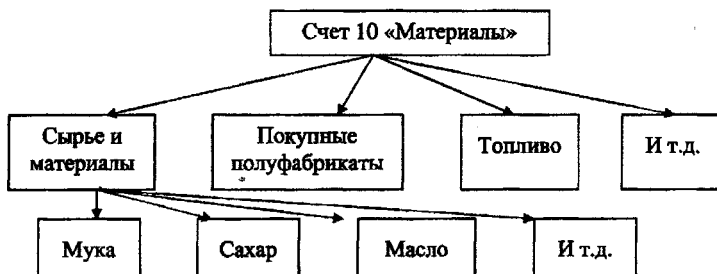 Счет 10 «Материалы»
Сырье и
материалы
Покупные
полуфабрикаты
Топливо
И т.д.
Мука
Сахар
Масло
И т.д.